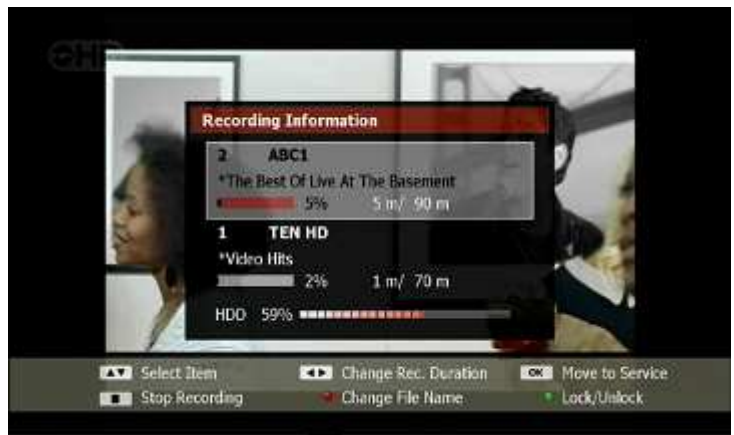 Recording Information
2 ABC1
*The Best Of Live At The Basement
5% 5 m/ 90 m
1 TEN HD
*Video Hits
2% 1 m/ 70 m
HDD 59%
▲▼ Select Item ◄► Change Rec. Duration OK Move to Service
■ Stop Recording Change File Name Lock/Unlock